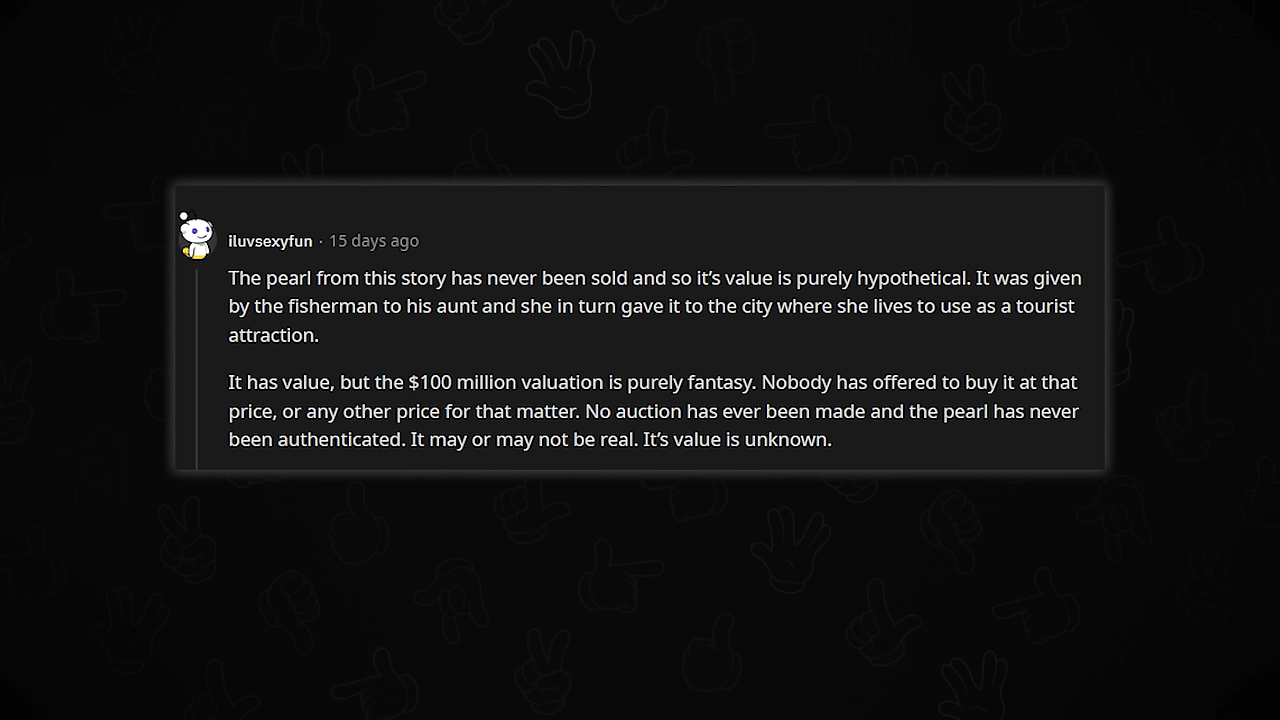 iluvsexyfun · 15 days ago
The pearl from this story has never been sold and so it’s value is purely hypothetical. It was given
by the fisherman to his aunt and she in turn gave it to the city where she lives to use as a tourist
attraction.
It has value, but the $100 million valuation is purely fantasy. Nobody has offered to buy it at that
price, or any other price for that matter. No auction has ever been made and the pearl has never
been authenticated. It may or may not be real. It’s value is unknown.